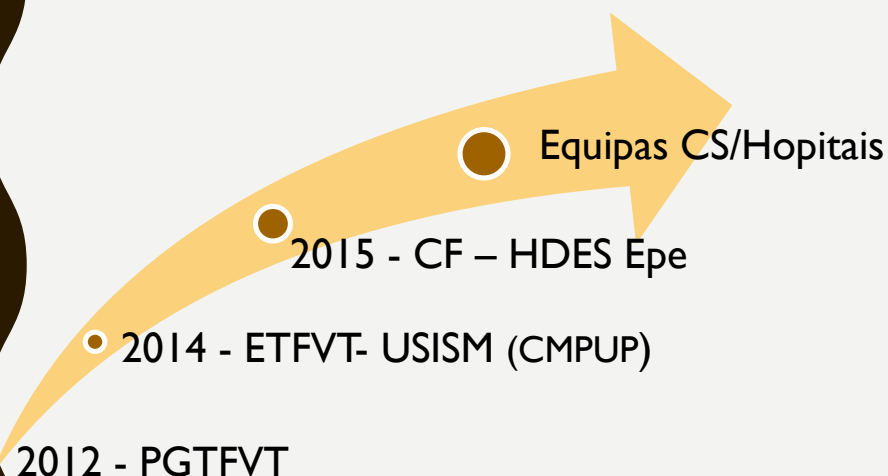 Equipas CS/Hopitais
2015 - CF – HDES Epe
2014 - ETFVT- USISM (CMPUP)
2012 - PGTFVT